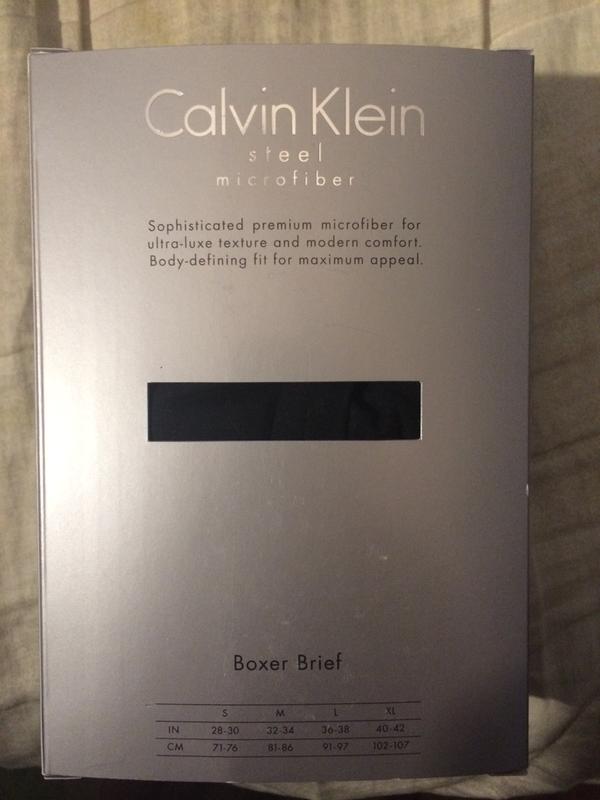 Calvin Klein
steel
microfiber
Sophisticated premium microfiber for
ultra-luxe texture and modern comfort.
Body-defining fit for maximum appeal.
Boxer Brief
S M L XL
IN 28-30 32-34 36-38 40-42
CM 71-76 81-86 91-97 102-107